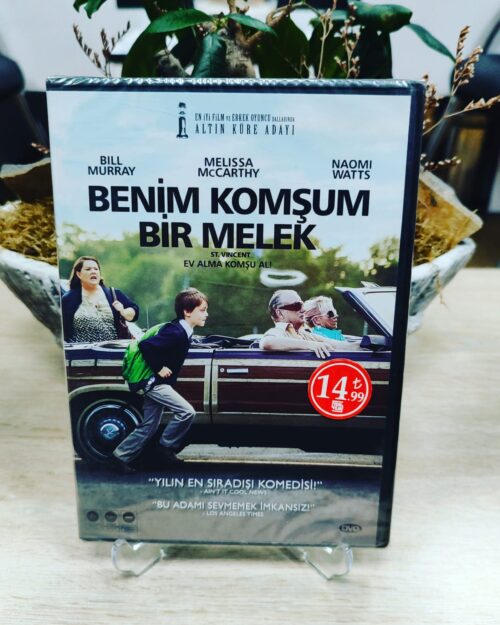 EN İYİ FİLM VE ERKEK OYUNCU DALLARINDA
ALTIN KÜRE ADAYI
BILL MURRAY
MELISSA McCARTHY
NAOMI WATTS
BENİM KOMŞUM
BİR MELEK
ST. VINCENT
EV ALMA KOMŞU AL!
14.99 ₺
"YILIN EN SIRADIŞI KOMEDİSİ!"
- AIN'T IT COOL NEWS
"BU ADAMI SEVMEMEK İMKANSIZ!"
- LOS ANGELES TIMES
DVD